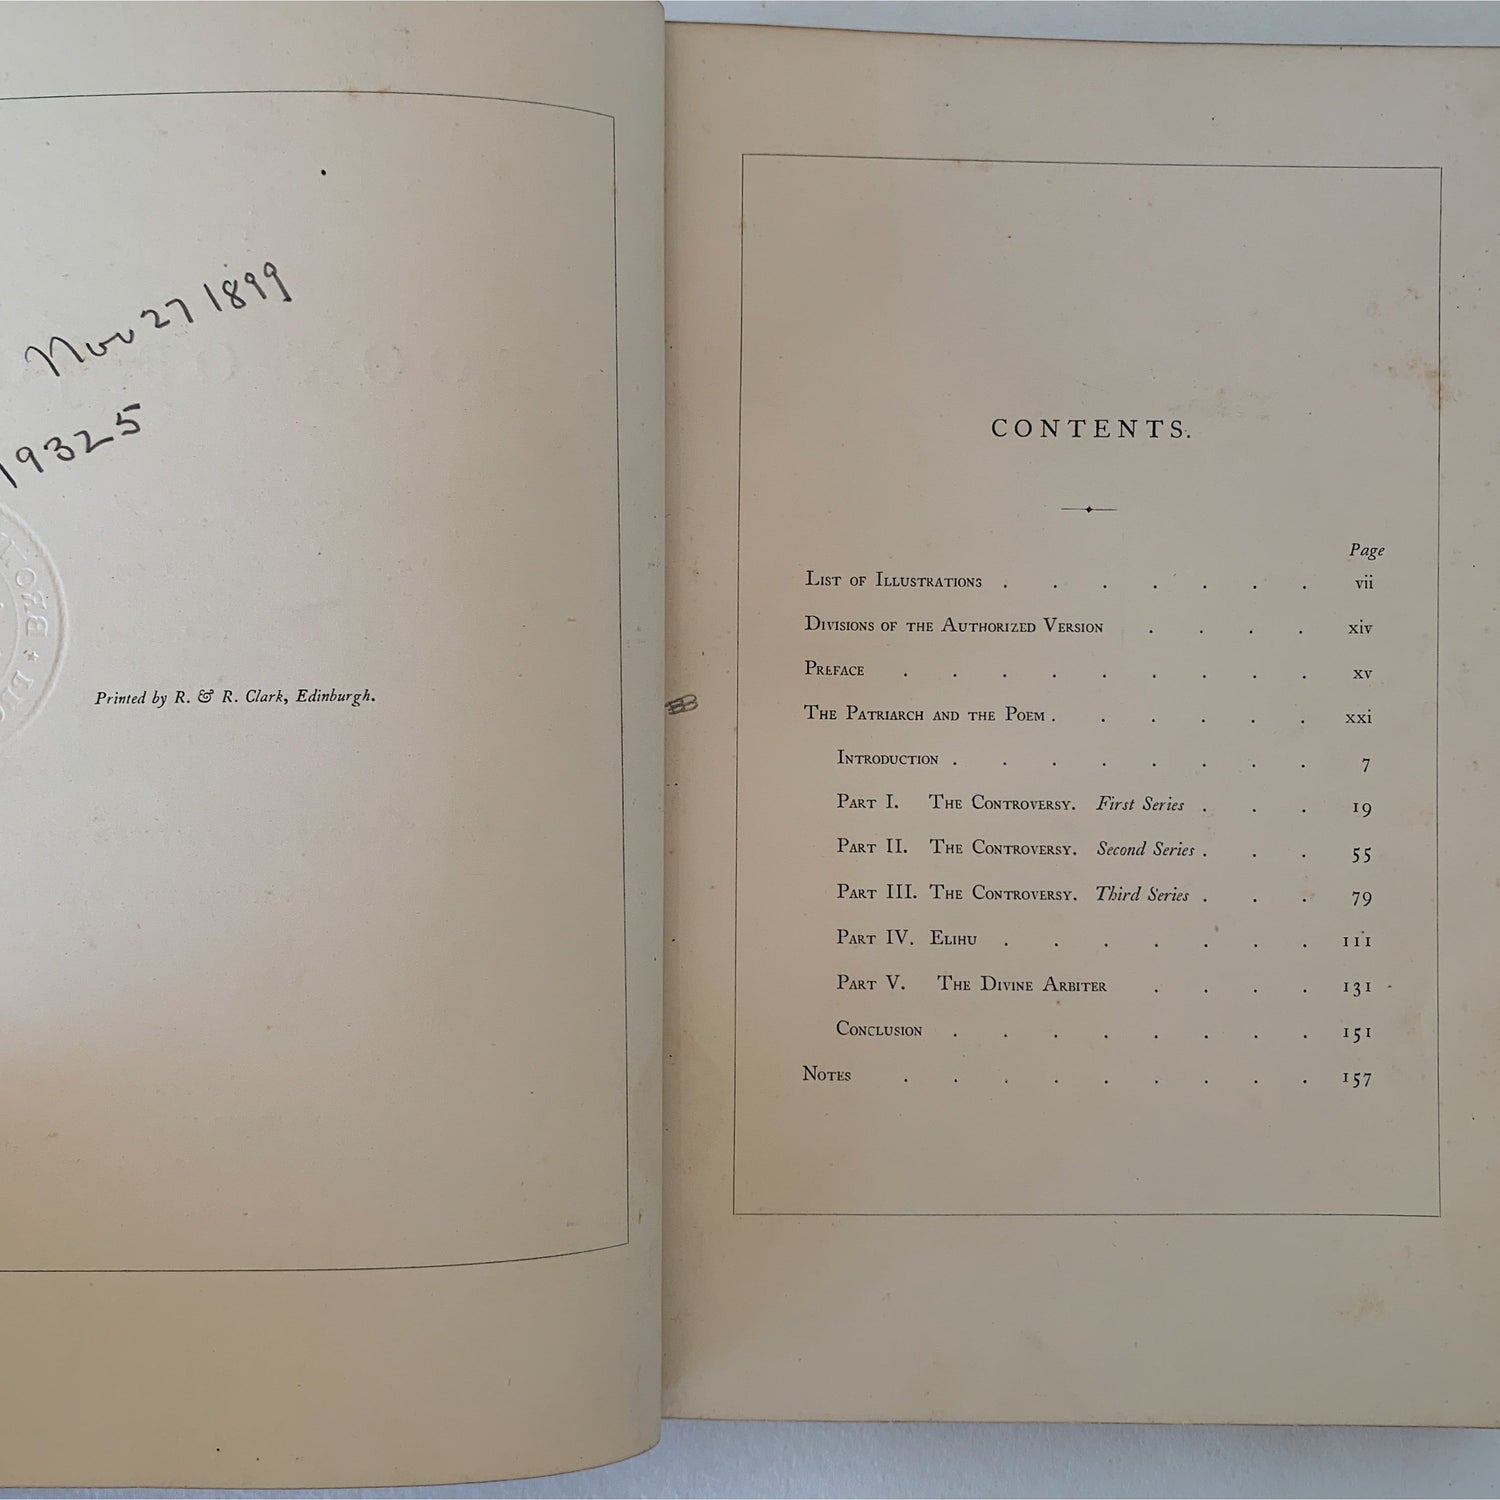 Nov 27 1899
19325
Printed by R. & R. Clark, Edinburgh.
CONTENTS.
Page
LIST OF ILLUSTRATIONS . . . . . . . vii
DIVISIONS OF THE AUTHORIZED VERSION . . . . xiv
PREFACE . . . . . . . . . xv
THE PATRIARCH AND THE POEM . . . . . . xxi
INTRODUCTION . . . . . . . . 7
PART I. THE CONTROVERSY. First Series . . . 19
PART II. THE CONTROVERSY. Second Series . . . 55
PART III. THE CONTROVERSY. Third Series . . . 79
PART IV. ELIHU . . . . . . . 111
PART V. THE DIVINE ARBITER . . . . 131
CONCLUSION . . . . . . . . 151
NOTES . . . . . . . . . 157